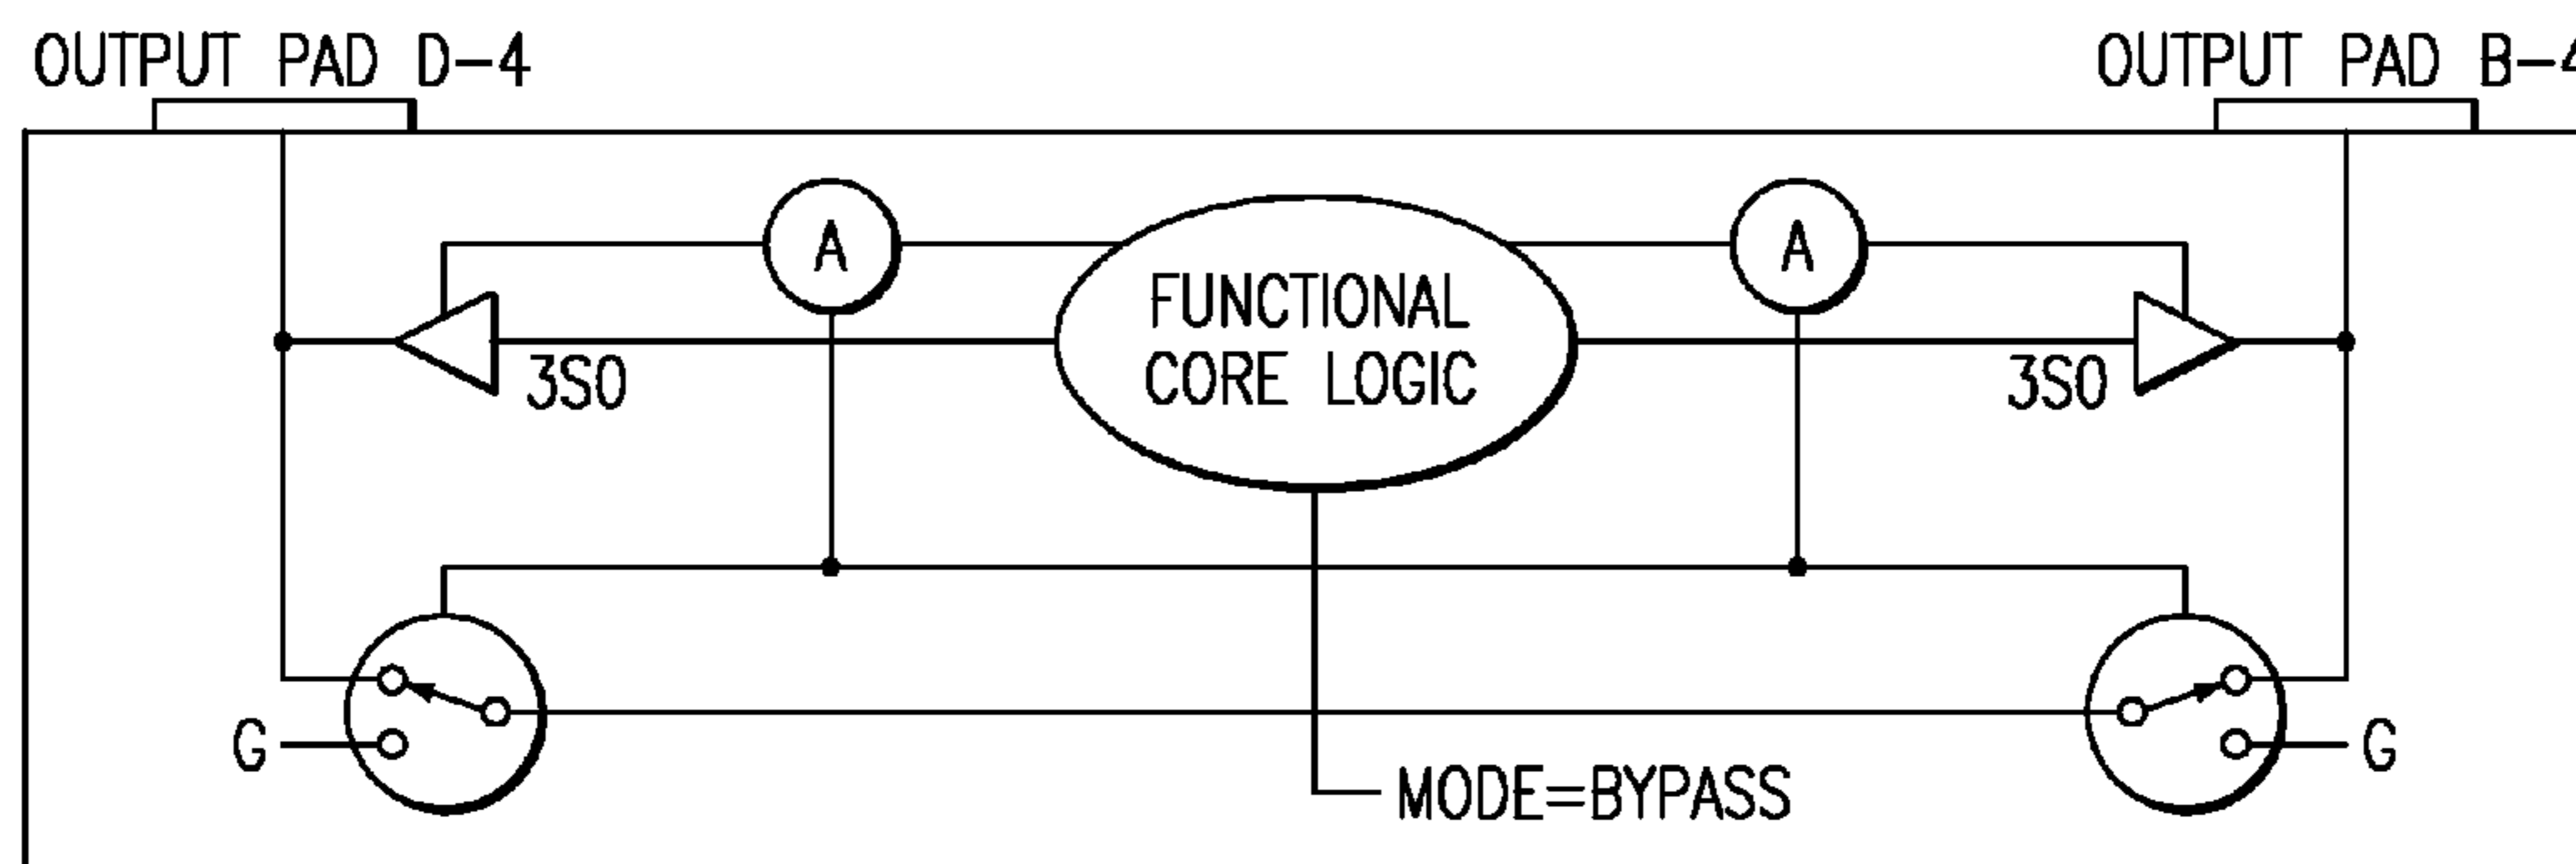 OUTPUT PAD D-4
OUTPUT PAD B-4
A
A
FUNCTIONAL
CORE LOGIC
3SO
3SO
G
G
MODE=BYPASS